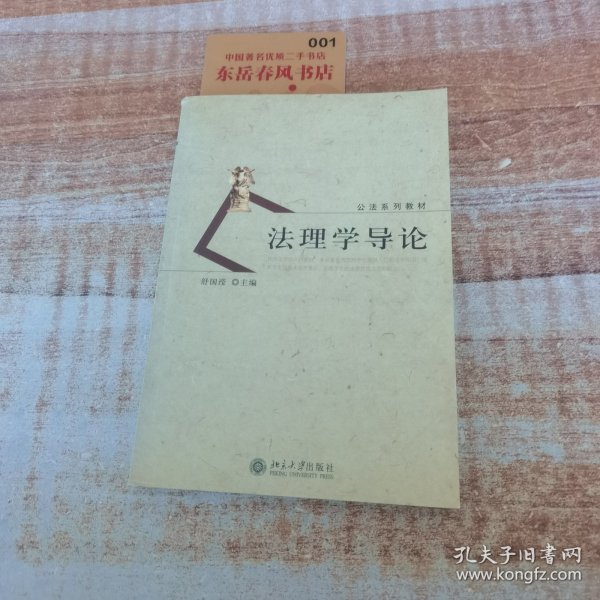 001
中国著名优质二手书店
东岳春风书店
公法系列教材
法理学导论
舒国滢 ◎主编
北京大学出版社
PEKING UNIVERSITY PRESS
孔夫子旧书网
www.kongfz.com